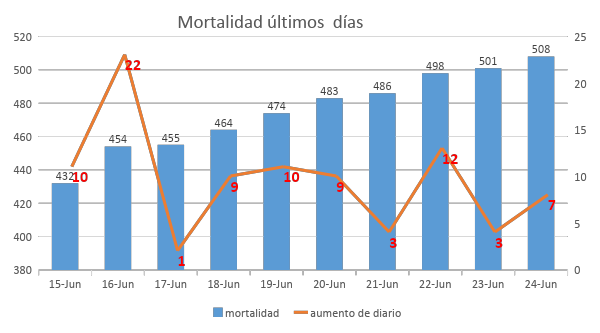 Mortalidad últimos días
520
500
480
460
440
420
400
380
25
20
15
10
5
0
432
454
455
464
474
483
486
498
501
508
10
22
1
9
10
9
3
12
3
7
15-Jun
16-Jun
17-Jun
18-Jun
19-Jun
20-Jun
21-Jun
22-Jun
23-Jun
24-Jun
mortalidad
aumento de diario